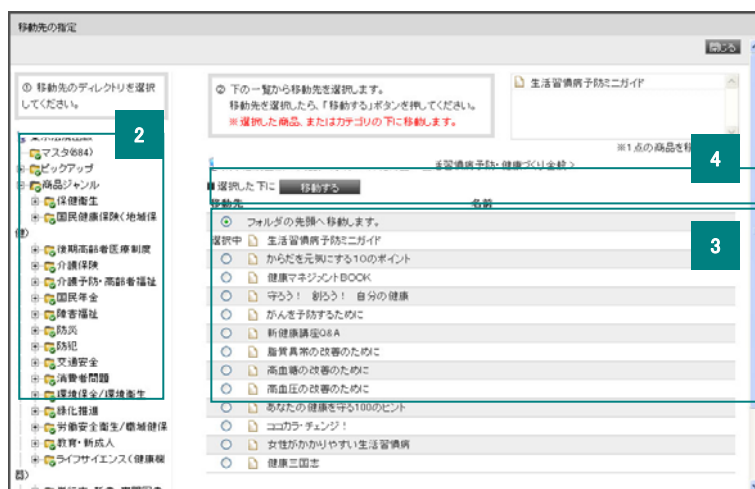 移動先の指定
閉じる
① 移動先のディレクトリを選択
してください。
② 下の一覧から移動先を選択します。
移動先を選択したら、「移動する」ボタンを押してください。
※選択した商品、またはカテゴリの下に移動します。
生活習慣病予防ミニガイド
※1点の商品を移
2
4
3
マスタ(684)
ピックアップ
商品ジャンル
保健衛生
国民健康保険(地域保
健)
後期高齢者医療制度
介護保険
介護予防・高齢者福祉
国民年金
障害福祉
防災
防犯
交通安全
消費者問題
環境保全/環境衛生
緑化推進
労働安全衛生/職域健保
教育・新成人
ライフサイエンス(健康機
器)
活習慣病予防・健康づくり全般>
■選択した下に 移動する
移動先 名前
フォルダの先頭へ移動します。
選択中 生活習慣病予防ミニガイド
からだを元気にする10のポイント
健康マネジメントBOOK
守ろう! 創ろう! 自分の健康
がんを予防するために
新健康講座Q&A
脂質異常の改善のために
高血糖の改善のために
高血圧の改善のために
あなたの健康を守る100のヒント
ココカラ・チェンジ!
女性がかかりやすい生活習慣病
健康三国志